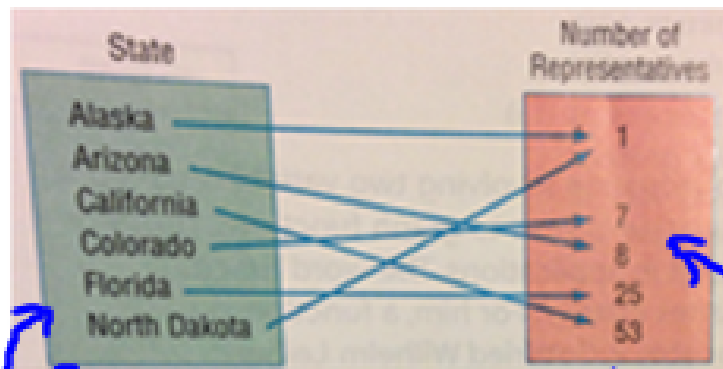 State
Number of
Representatives
Alaska
Arizona
California
Colorado
Florida
North Dakota
1
7
8
25
53